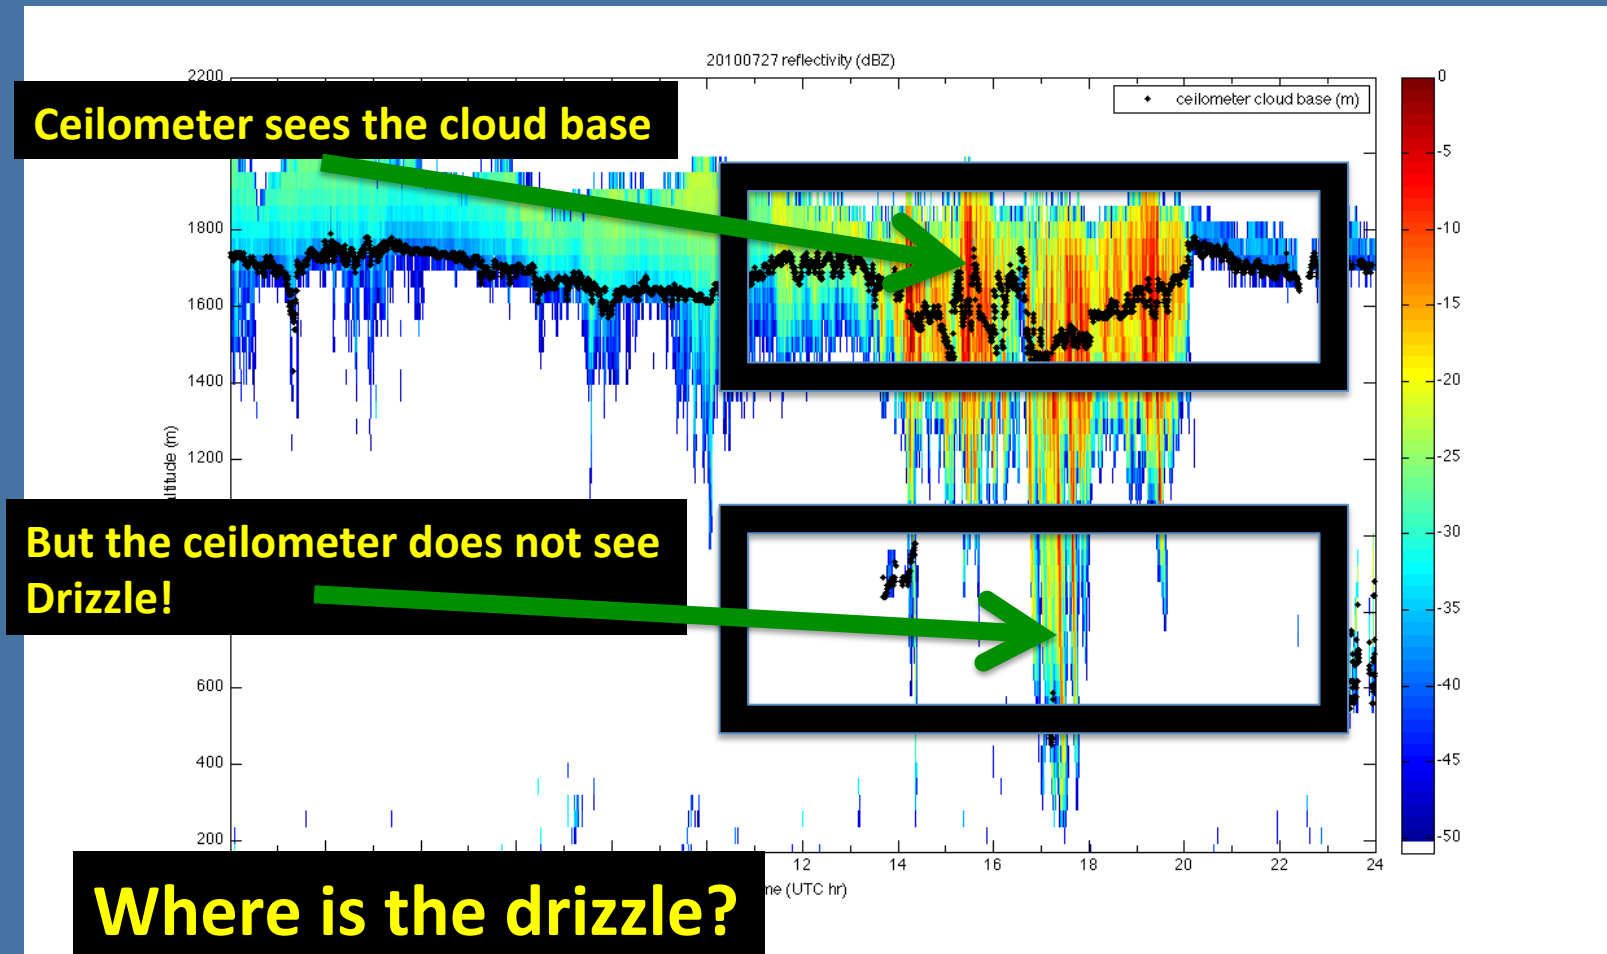 20100727 reflectivity (dBZ)
2200
ceilometer cloud base (m)
0
Ceilometer sees the cloud base
-5
1800
-10
1600
-15
1400
-20
altitude (m)
1200
-25
But the ceilometer does not see
Drizzle!
-30
-35
600
-40
400
-45
200
-50
12 14 16 18 20 22 24
(UTC hr)
Where is the drizzle?